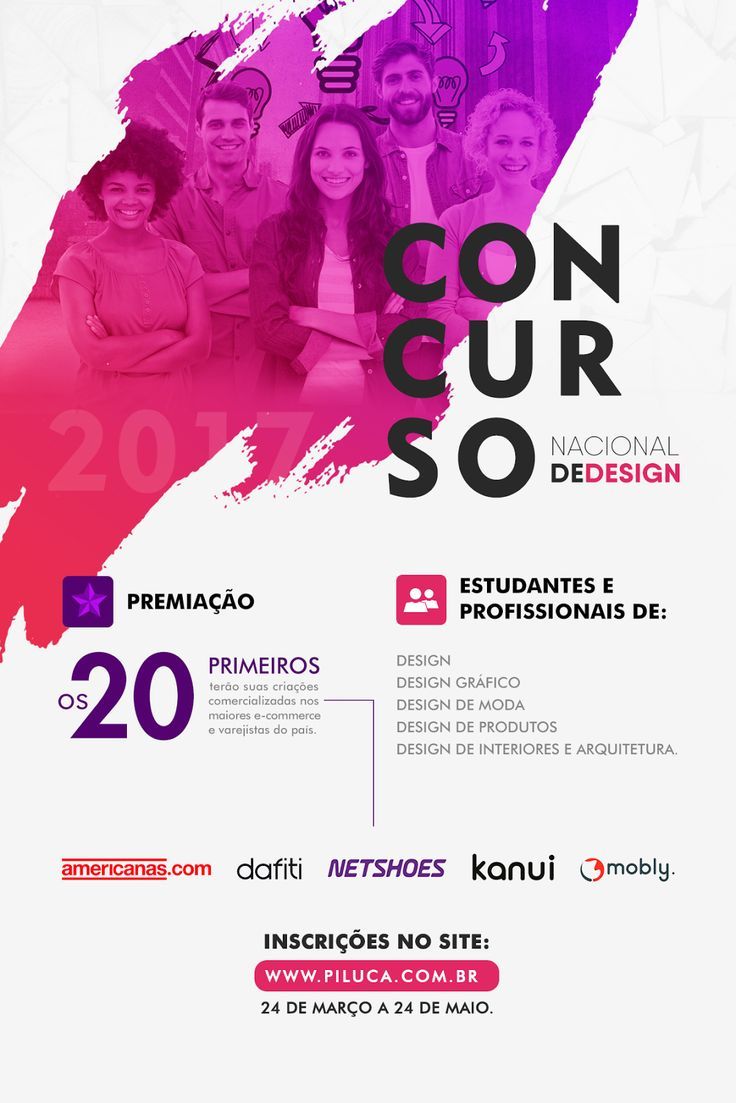 CON
CUR
SO
NACIONAL
DEDESIGN
2017
PREMIAÇÃO
OS 20
PRIMEIROS
terão suas criações
comercializadas nos
maiores e-commerce
e varejistas do país.
ESTUDANTES E
PROFISSIONAIS DE:
DESIGN
DESIGN GRÁFICO
DESIGN DE MODA
DESIGN DE PRODUTOS
DESIGN DE INTERIORES E ARQUITETURA.
americanas.com
dafiti
NETSHOES
kanui
mobly.
INSCRIÇÕES NO SITE:
WWW.PILUCA.COM.BR
24 DE MARÇO A 24 DE MAIO.